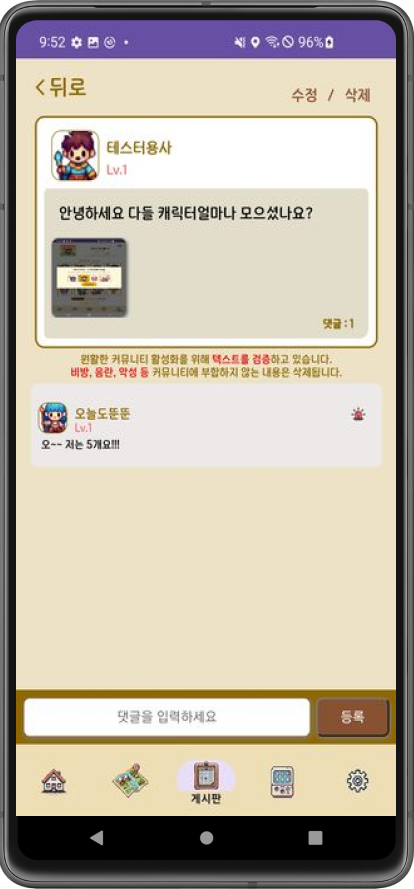 9:52
96%
뒤로
수정 / 삭제
테스터용사
Lv.1
안녕하세요 다들 캐릭터얼마나 모으셨나요?
댓글 : 1
원활한 커뮤니티 활성화를 위해 텍스트를 검증하고 있습니다.
비방, 음란, 악성 등 커뮤니티에 부합하지 않는 내용은 삭제됩니다.
오늘도뚠뚠
Lv.1
오~~ 저는 5개요!!!
댓글을 입력하세요
등록
게시판